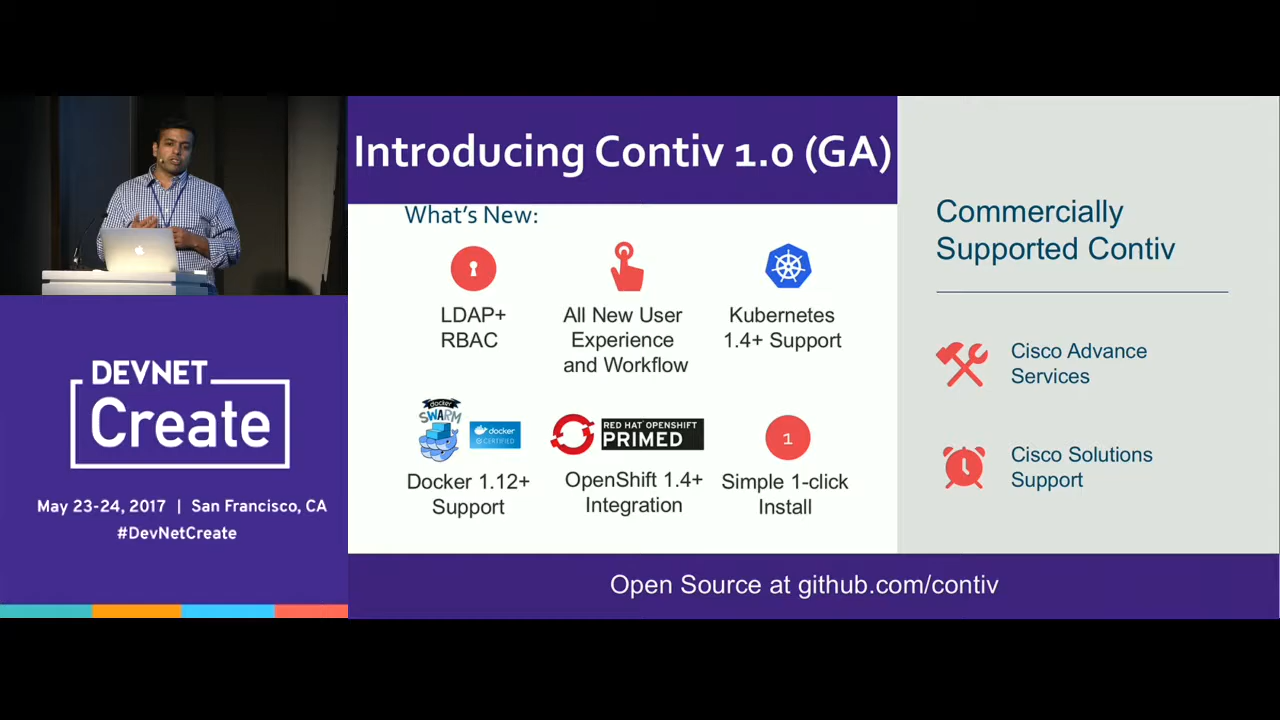 DEVNET
Create
May 23-24, 2017 | San Francisco, CA
#DevNetCreate
Introducing Contiv 1.0 (GA)
What's New:
LDAP+
RBAC
All New User
Experience
and Workflow
Kubernetes
1.4+ Support
docker
SWARM
docker
CERTIFIED
Docker 1.12+
Support
RED HAT OPENSHIFT
PRIMED
OpenShift 1.4+
Integration
1
Simple 1-click
Install
Commercially
Supported Contiv
Cisco Advance
Services
Cisco Solutions
Support
Open Source at github.com/contiv